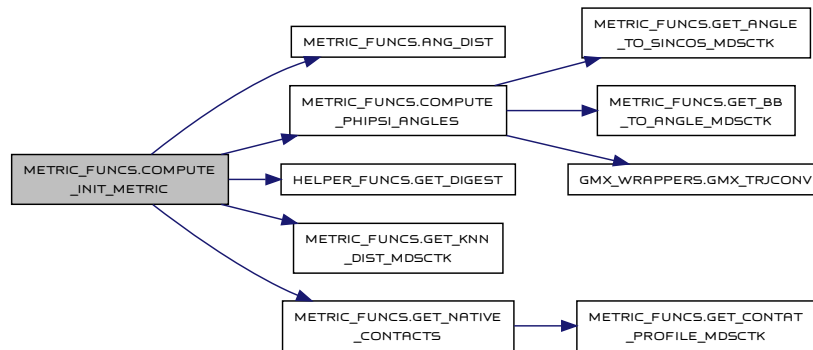 METRIC_FUNCS.COMPUTE
_INIT_METRIC
METRIC_FUNCS.ANG_DIST
METRIC_FUNCS.COMPUTE
_PHIPSI_ANGLES
HELPER_FUNCS.GET_DIGEST
METRIC_FUNCS.GET_KNN
_DIST_MDSCTK
METRIC_FUNCS.GET_NATIVE
_CONTACTS
METRIC_FUNCS.GET_ANGLE
_TO_SINCOS_MDSCTK
METRIC_FUNCS.GET_BB
_TO_ANGLE_MDSCTK
GMX_WRAPPERS.GMX_TRJCONV
METRIC_FUNCS.GET_CONTAT
_PROFILE_MDSCTK